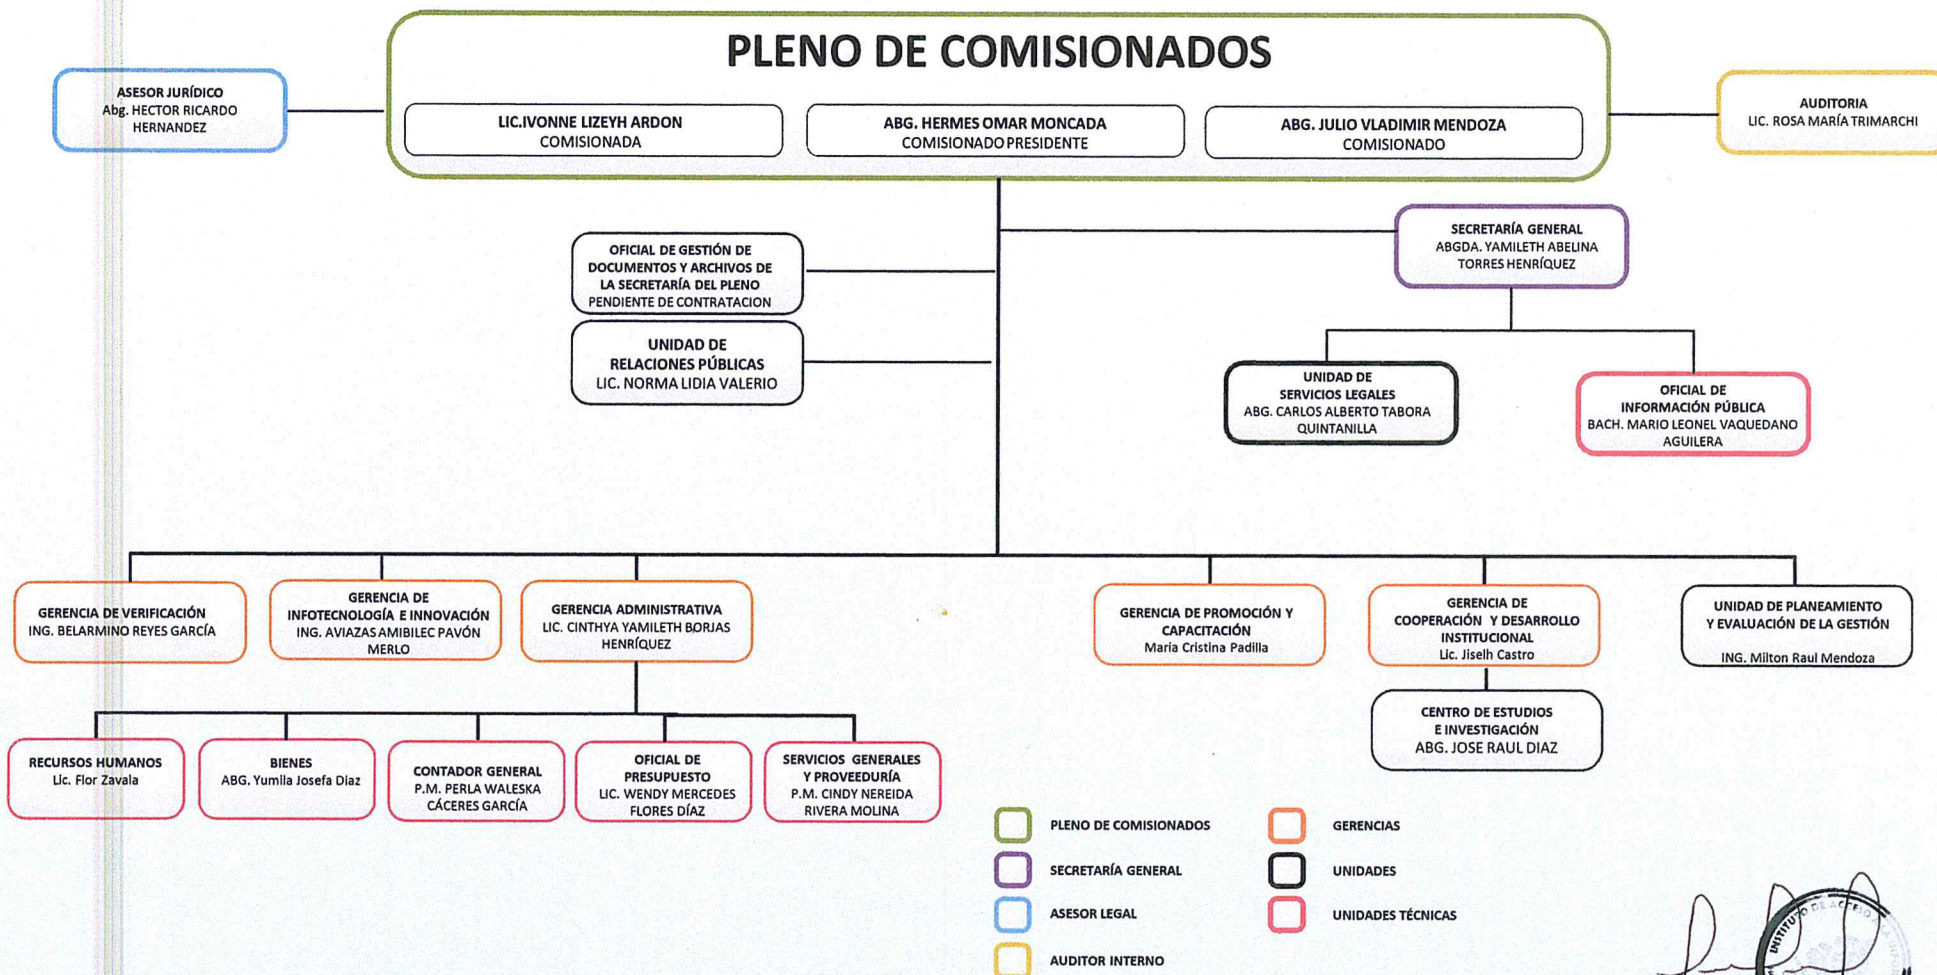 PLENO DE COMISIONADOS
ASESOR JURÍDICO
Abg. HECTOR RICARDO
HERNANDEZ
LIC.IVONNE LIZEYH ARDON
COMISIONADA
ABG. HERMES OMAR MONCADA
COMISIONADO PRESIDENTE
ABG. JULIO VLADIMIR MENDOZA
COMISIONADO
AUDITORIA
LIC. ROSA MARÍA TRIMARCHI
OFICIAL DE GESTIÓN DE
DOCUMENTOS Y ARCHIVOS DE
LA SECRETARÍA DEL PLENO
PENDIENTE DE CONTRATACION
UNIDAD DE
RELACIONES PÚBLICAS
LIC. NORMA LIDIA VALERIO
SECRETARÍA GENERAL
ABGDA. YAMILETH ABELINA
TORRES HENRÍQUEZ
UNIDAD DE
SERVICIOS LEGALES
ABG. CARLOS ALBERTO TABORA
QUINTANILLA
OFICIAL DE
INFORMACIÓN PÚBLICA
BACH. MARIO LEONEL VAQUEDANO
AGUILERA
GERENCIA DE VERIFICACIÓN
ING. BELARMINO REYES GARCÍA
GERENCIA DE
INFOTECNOLOGÍA E INNOVACIÓN
ING. AVIAZAS AMIBILEC PAVÓN
MERLO
GERENCIA ADMINISTRATIVA
LIC. CINTHYA YAMILETH BORJAS
HENRÍQUEZ
GERENCIA DE PROMOCIÓN Y
CAPACITACIÓN
Maria Cristina Padilla
GERENCIA DE
COOPERACIÓN Y DESARROLLO
INSTITUCIONAL
Lic. Jiselh Castro
UNIDAD DE PLANEAMIENTO
Y EVALUACIÓN DE LA GESTIÓN
ING. Milton Raul Mendoza
CENTRO DE ESTUDIOS
E INVESTIGACIÓN
ABG. JOSE RAUL DIAZ
RECURSOS HUMANOS
Lic. Flor Zavala
BIENES
ABG. Yumila Josefa Diaz
CONTADOR GENERAL
P.M. PERLA WALESKA
CÁCERES GARCÍA
OFICIAL DE
PRESUPUESTO
LIC. WENDY MERCEDES
FLORES DÍAZ
SERVICIOS GENERALES
Y PROVEEDURÍA
P.M. CINDY NEREIDA
RIVERA MOLINA
PLENO DE COMISIONADOS
SECRETARÍA GENERAL
ASESOR LEGAL
AUDITOR INTERNO
GERENCIAS
UNIDADES
UNIDADES TÉCNICAS
INSTITUTO DE ACCESO A LA